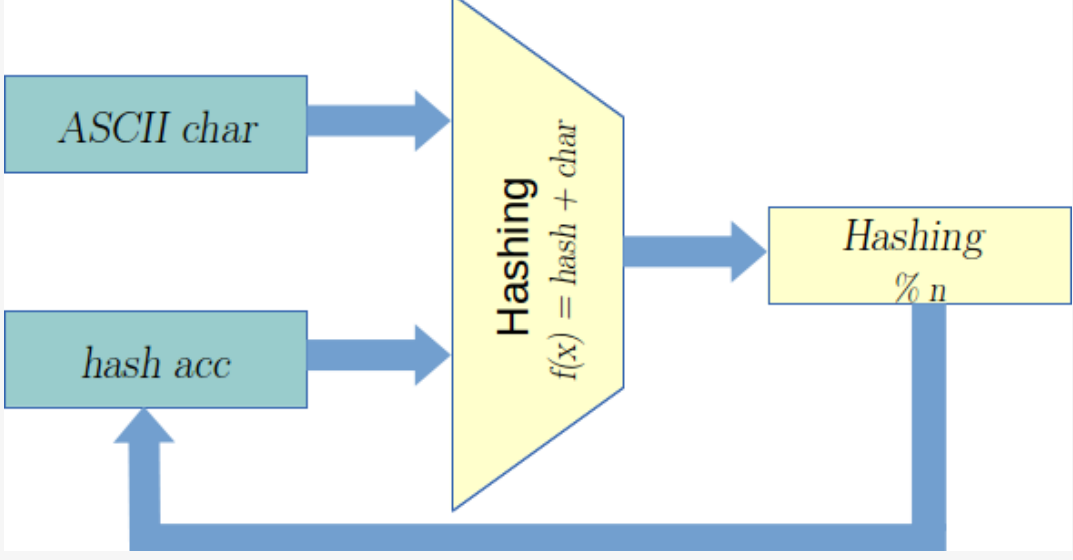 ASCII char
hash acc
Hashing
f(x) = hash + char
Hashing
% n